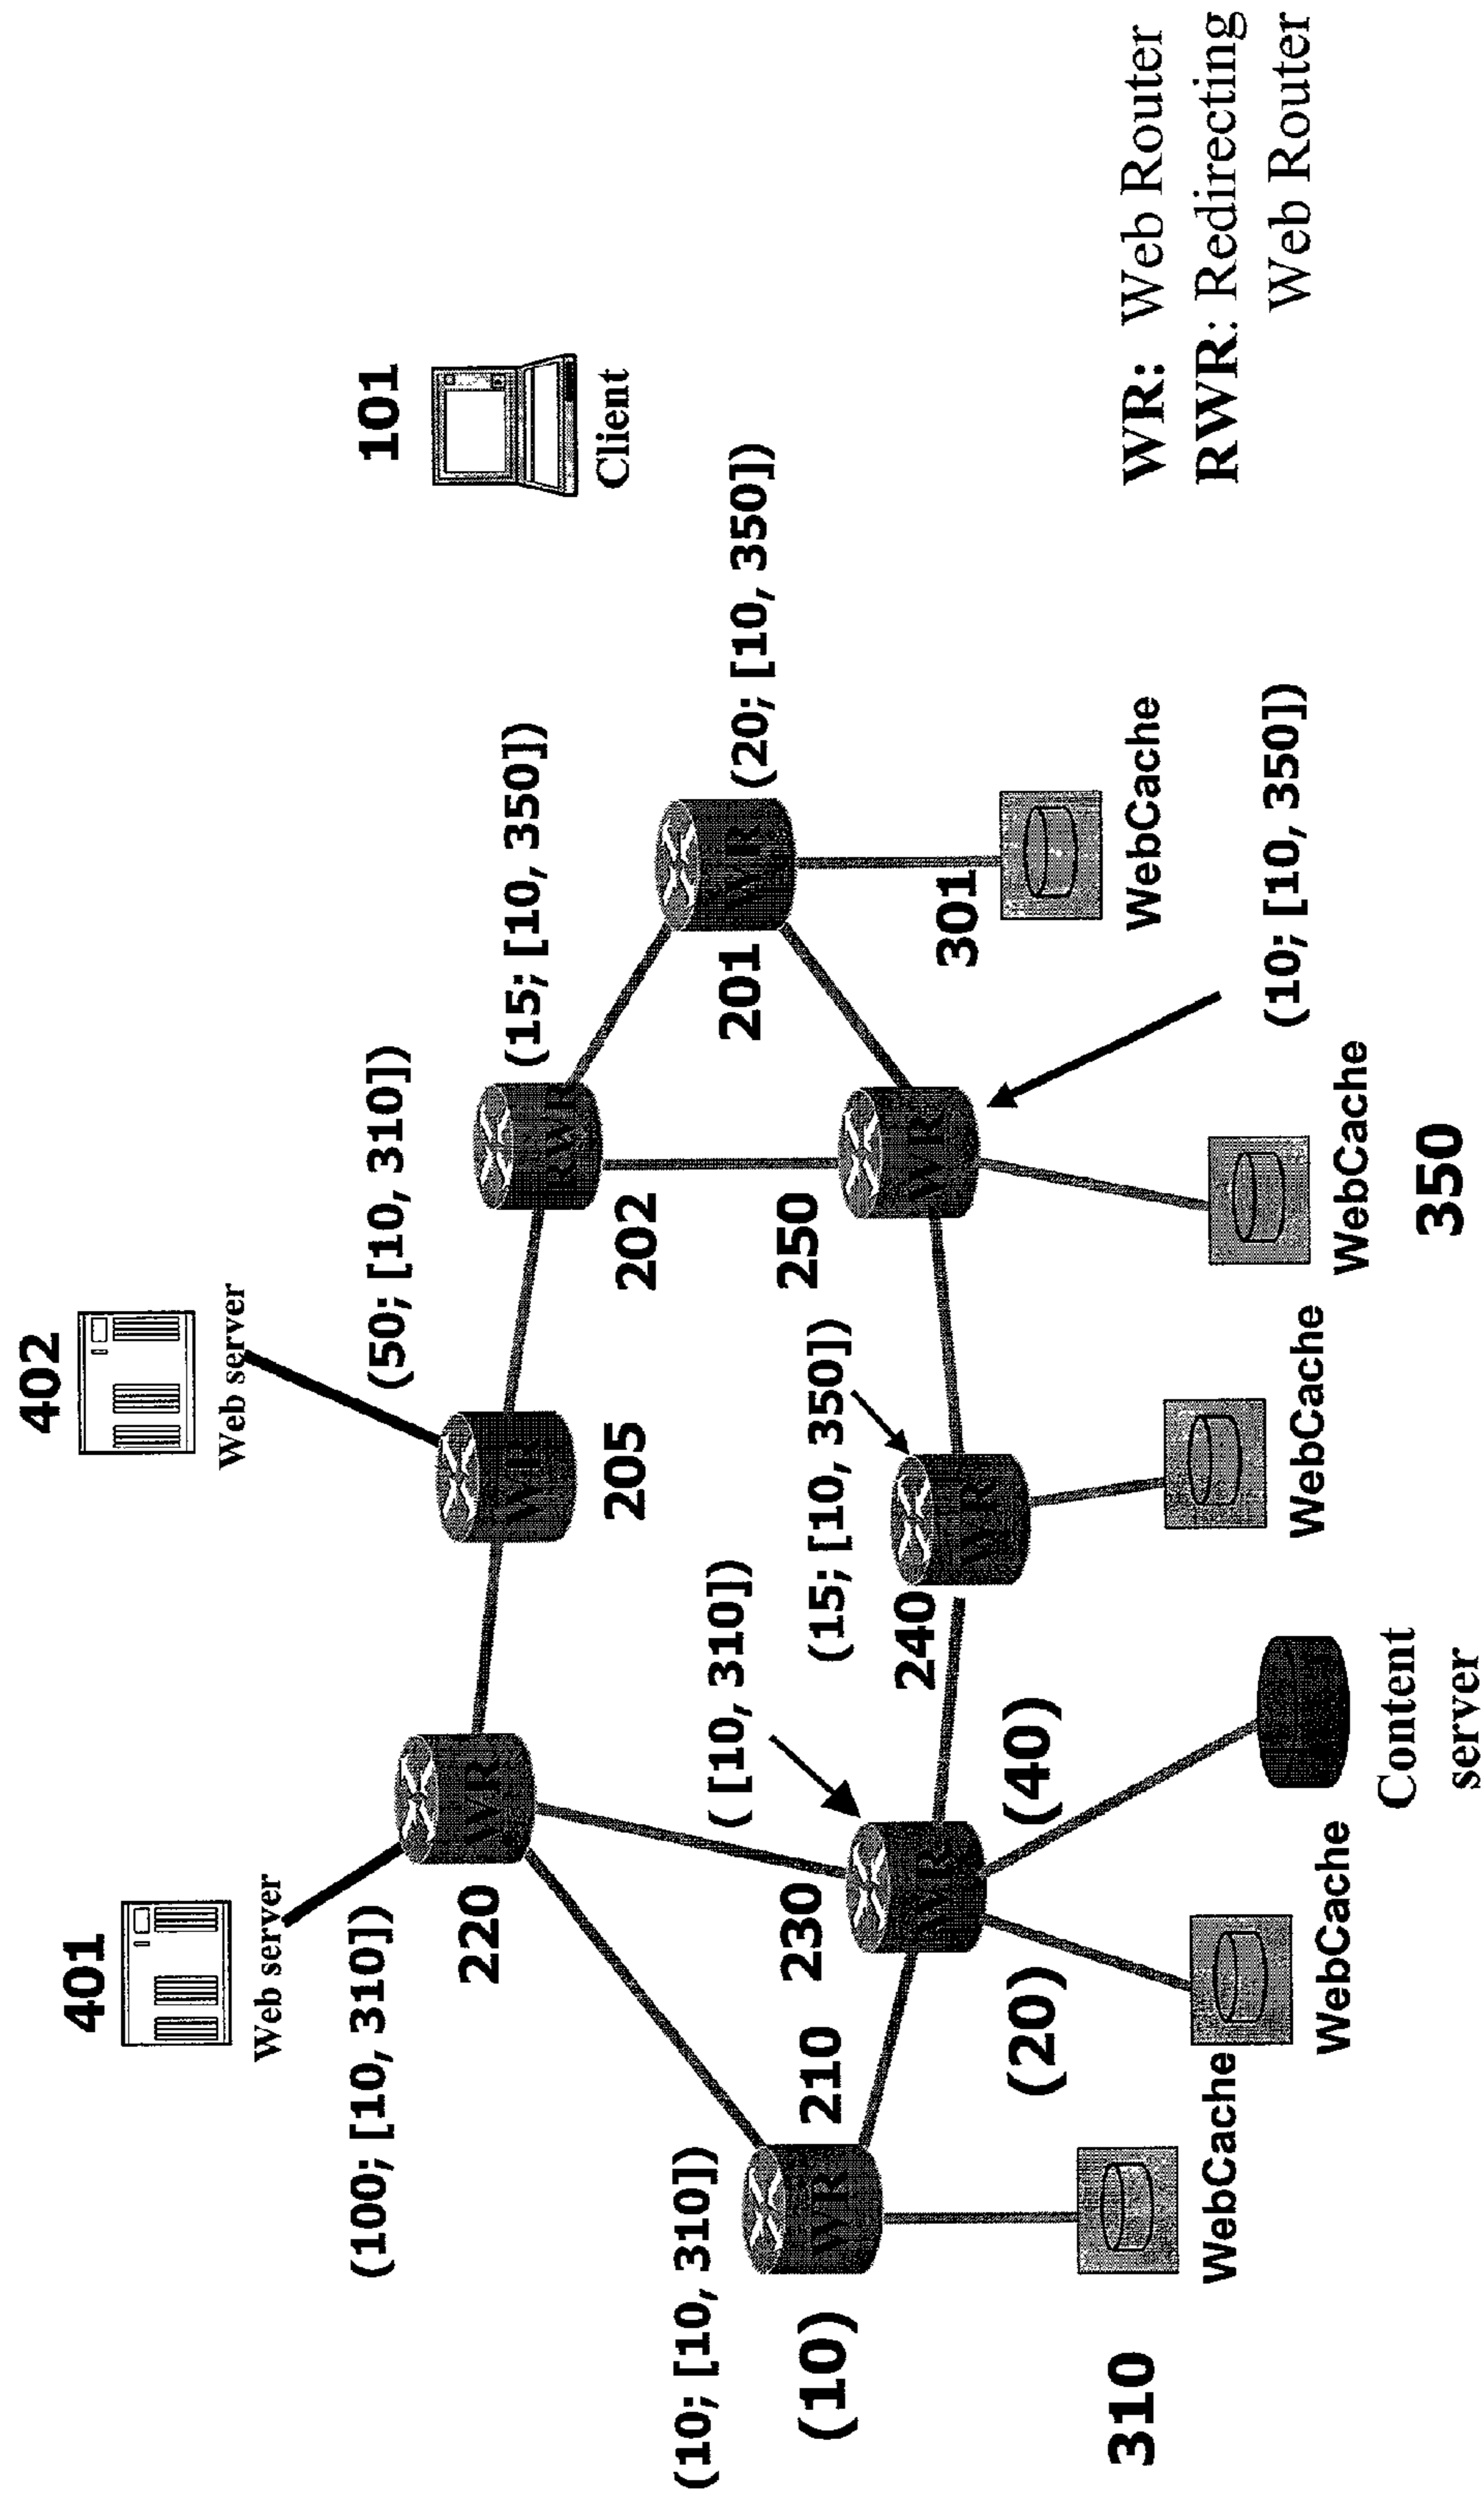 402
Web server
401
Web server
101
Client
(50; [10, 310])
(15; [10, 350])
(100; [10, 310])
WR
220
WR
205
RWR
202
WR
201
(20; [10, 350])
([10, 310])
(15; [10, 350])
(10; [10, 310])
WR
210
(10)
WR
230
(20)
(40)
WR
240
WR
250
301
WebCache
(10; [10, 350])
310
WebCache
WebCache
Content
server
WebCache
WebCache
350
WR: Web Router
RWR: Redirecting
Web Router